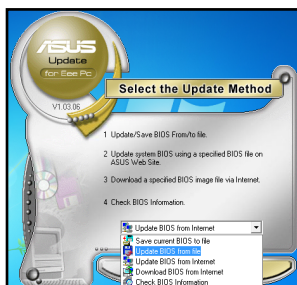 ASUS
Update
for Eee Pc
V1.03.06
Select the Update Method
1 Update/Save BIOS From/to file.
2 Update system BIOS using a specified BIOS file on
ASUS Web Site.
3 Download a specified BIOS image file via Internet.
4 Check BIOS Information.
Update BIOS from Internet
Save current BIOS to file
Update BIOS from file
Update BIOS from Internet
Download BIOS from Internet
Check BIOS Information